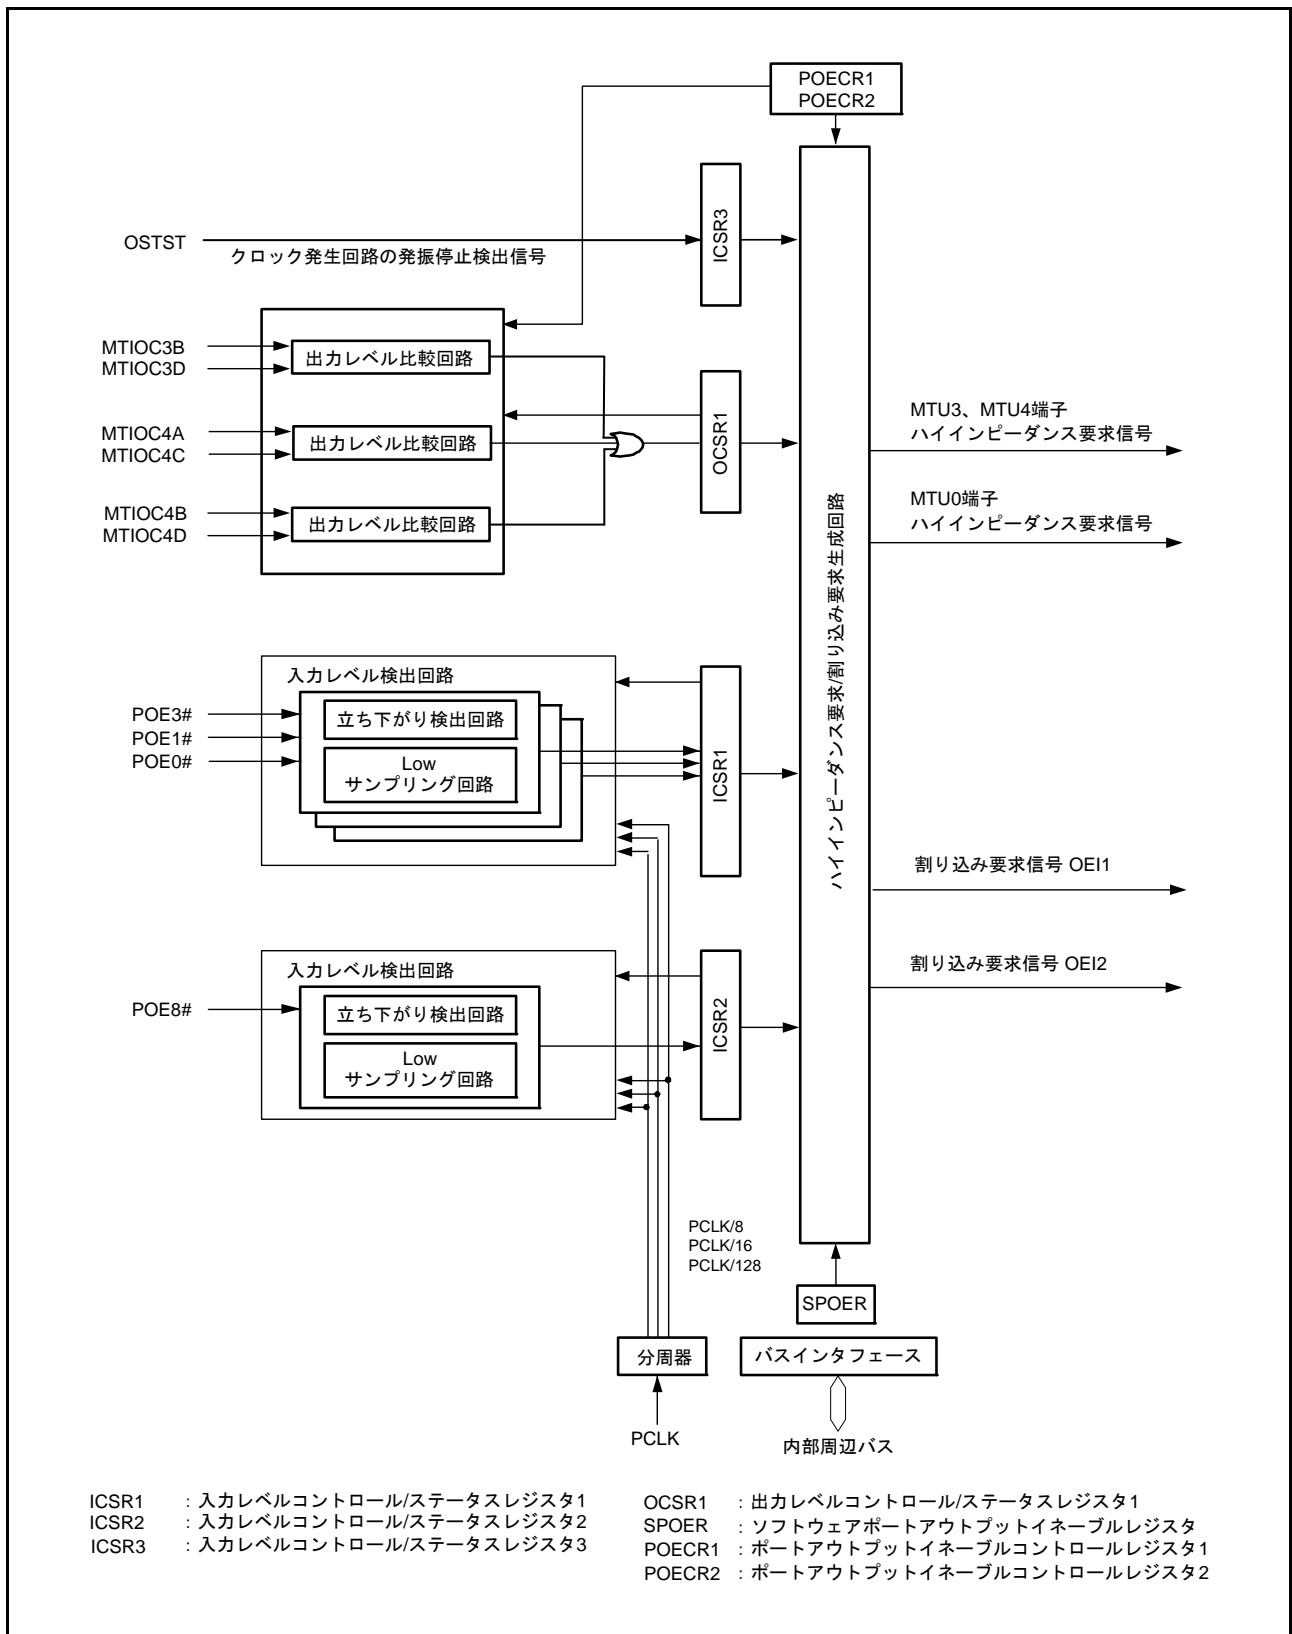 POECR1
POECR2
ICSR3
OSTST
クロック発生回路の発振停止検出信号
MTIOC3B
MTIOC3D
出力レベル比較回路
MTIOC4A
MTIOC4C
出力レベル比較回路
MTIOC4B
MTIOC4D
出力レベル比較回路
OCSR1
MTU3、MTU4端子
ハイインピーダンス要求信号
MTU0端子
ハイインピーダンス要求信号
ハイインピーダンス要求/割り込み要求生成回路
入力レベル検出回路
POE3#
POE1#
POE0#
立ち下がり検出回路
Low
サンプリング回路
ICSR1
割り込み要求信号 OEI1
入力レベル検出回路
POE8#
立ち下がり検出回路
Low
サンプリング回路
ICSR2
割り込み要求信号 OEI2
PCLK/8
PCLK/16
PCLK/128
SPOER
分周器
バスインタフェース
PCLK
内部周辺バス
ICSR1 : 入力レベルコントロール/ステータスレジスタ1
ICSR2 : 入力レベルコントロール/ステータスレジスタ2
ICSR3 : 入力レベルコントロール/ステータスレジスタ3
OCSR1 : 出力レベルコントロール/ステータスレジスタ1
SPOER : ソフトウェアポートアウトプットイネーブルレジスタ
POECR1 : ポートアウトプットイネーブルコントロールレジスタ1
POECR2 : ポートアウトプットイネーブルコントロールレジスタ2